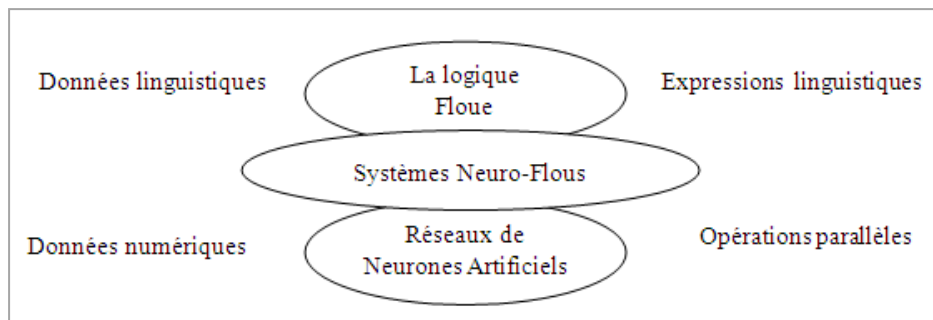 Données linguistiques
La logique
Floue
Expressions linguistiques
Systèmes Neuro-Flous
Données numériques
Réseaux de
Neurones Artificiels
Opérations parallèles